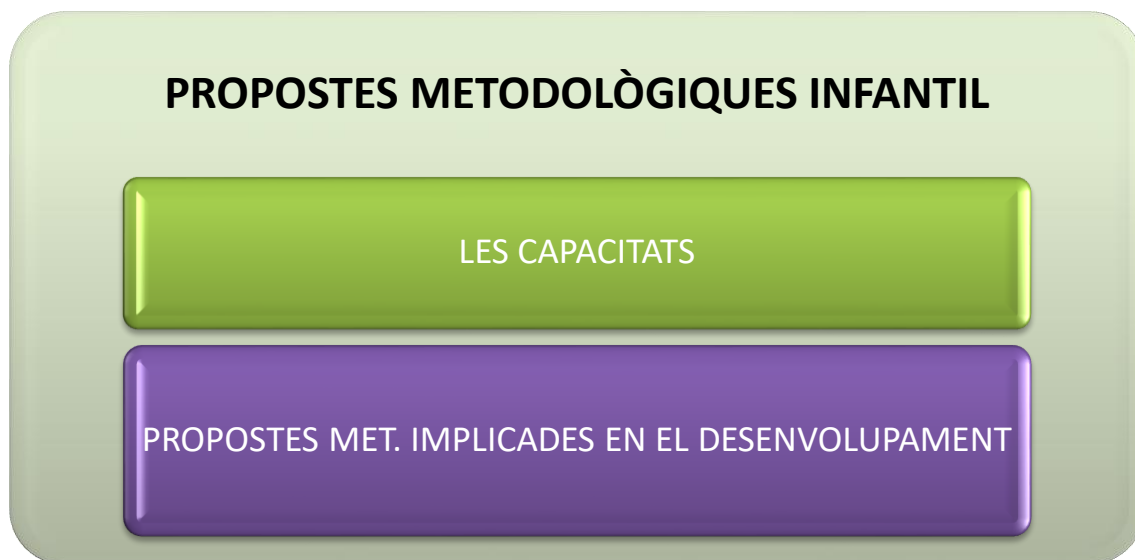 PROPOSTES METODOLÒGIQUES INFANTIL
LES CAPACITATS
PROPOSTES MET. IMPLICADES EN EL DESENVOLUPAMENT